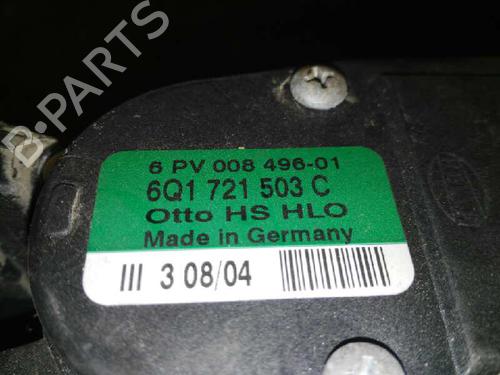 B-PARTS
6 PV 008 496-01
6Q1 721 503 C
Otto HS HLO
Made in Germany
III 3 08/04